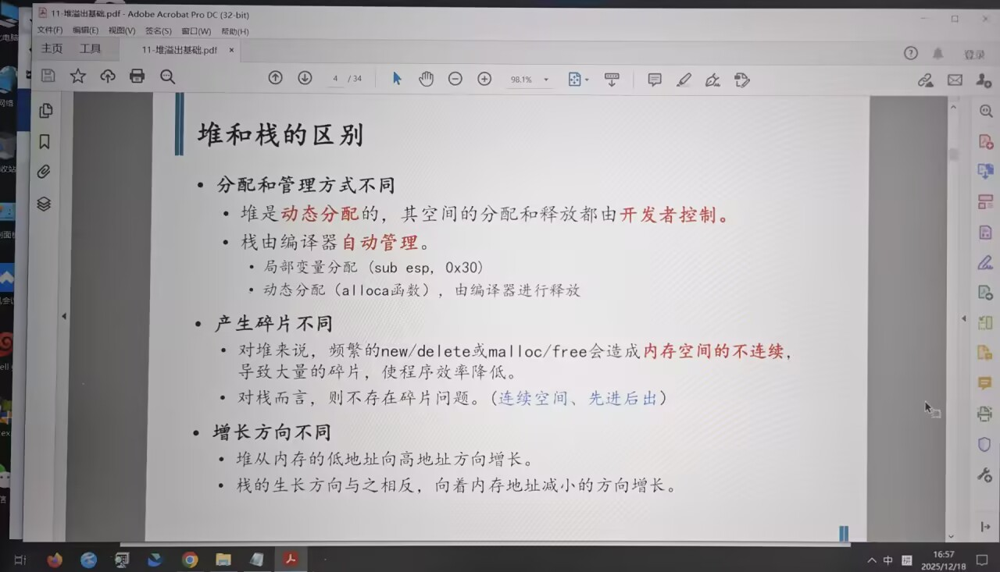 11-堆溢出基础.pdf - Adobe Acrobat Pro DC (32-bit)
文件(F) 编辑(E) 视图(V) 签名(S) 窗口(W) 帮助(H)
主页 工具 11-堆溢出基础.pdf ×
登录
4 / 34 98.1%
堆和栈的区别
• 分配和管理方式不同
• 堆是动态分配的，其空间的分配和释放都由开发者控制。
• 栈由编译器自动管理。
• 局部变量分配（sub esp, 0x30）
• 动态分配（alloca函数），由编译器进行释放
• 产生碎片不同
• 对堆来说，频繁的new/delete或malloc/free会造成内存空间的不连续，
导致大量的碎片，使程序效率降低。
• 对栈而言，则不存在碎片问题。（连续空间、先进后出）
• 增长方向不同
• 堆从内存的低地址向高地址方向增长。
• 栈的生长方向与之相反，向着内存地址减小的方向增长。
中 拼 16:57
2025/12/18